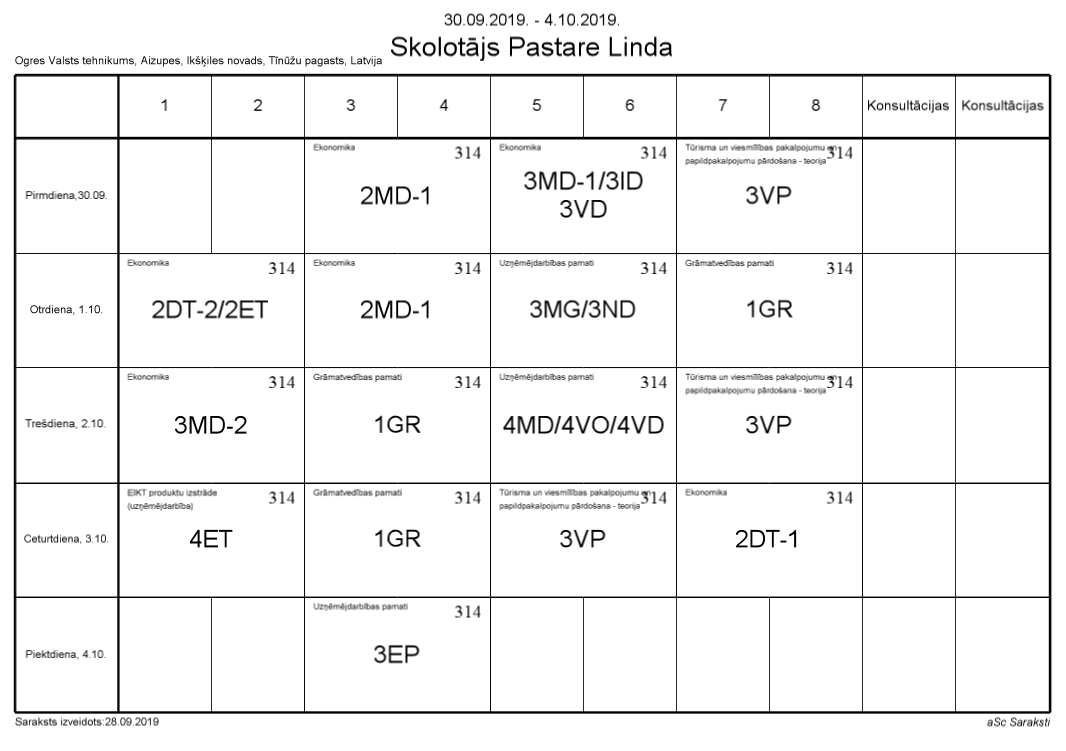 30.09.2019. - 4.10.2019.
Skolotājs Pastare Linda
Ogres Valsts tehnikums, Aizupes, Ikšķiles novads, Tīnūžu pagasts, Latvija
1 2 3 4 5 6 7 8 Konsultācijas Konsultācijas
Pirmdiena,30.09.
Ekonomika 314
2MD-1
Ekonomika 314
3MD-1/3ID
3VD
Tūrisma un viesmīlības pakalpojumu un 314
papildpakalpojumu pārdošana - teorija
3VP
Otrdiena, 1.10.
Ekonomika 314
2DT-2/2ET
Ekonomika 314
2MD-1
Uzņēmējdarbības pamati 314
3MG/3ND
Grāmatvedības pamati 314
1GR
Trešdiena, 2.10.
Ekonomika 314
3MD-2
Grāmatvedības pamati 314
1GR
Uzņēmējdarbības pamati 314
4MD/4VO/4VD
Tūrisma un viesmīlības pakalpojumu un 314
papildpakalpojumu pārdošana - teorija
3VP
Ceturtdiena, 3.10.
EIKT produktu izstrāde 314
(uzņēmējdarbība)
4ET
Grāmatvedības pamati 314
1GR
Tūrisma un viesmīlības pakalpojumu un 314
papildpakalpojumu pārdošana - teorija
3VP
Ekonomika 314
2DT-1
Piektdiena, 4.10.
Uzņēmējdarbības pamati 314
3EP
Saraksts izveidots:28.09.2019
aSc Saraksti